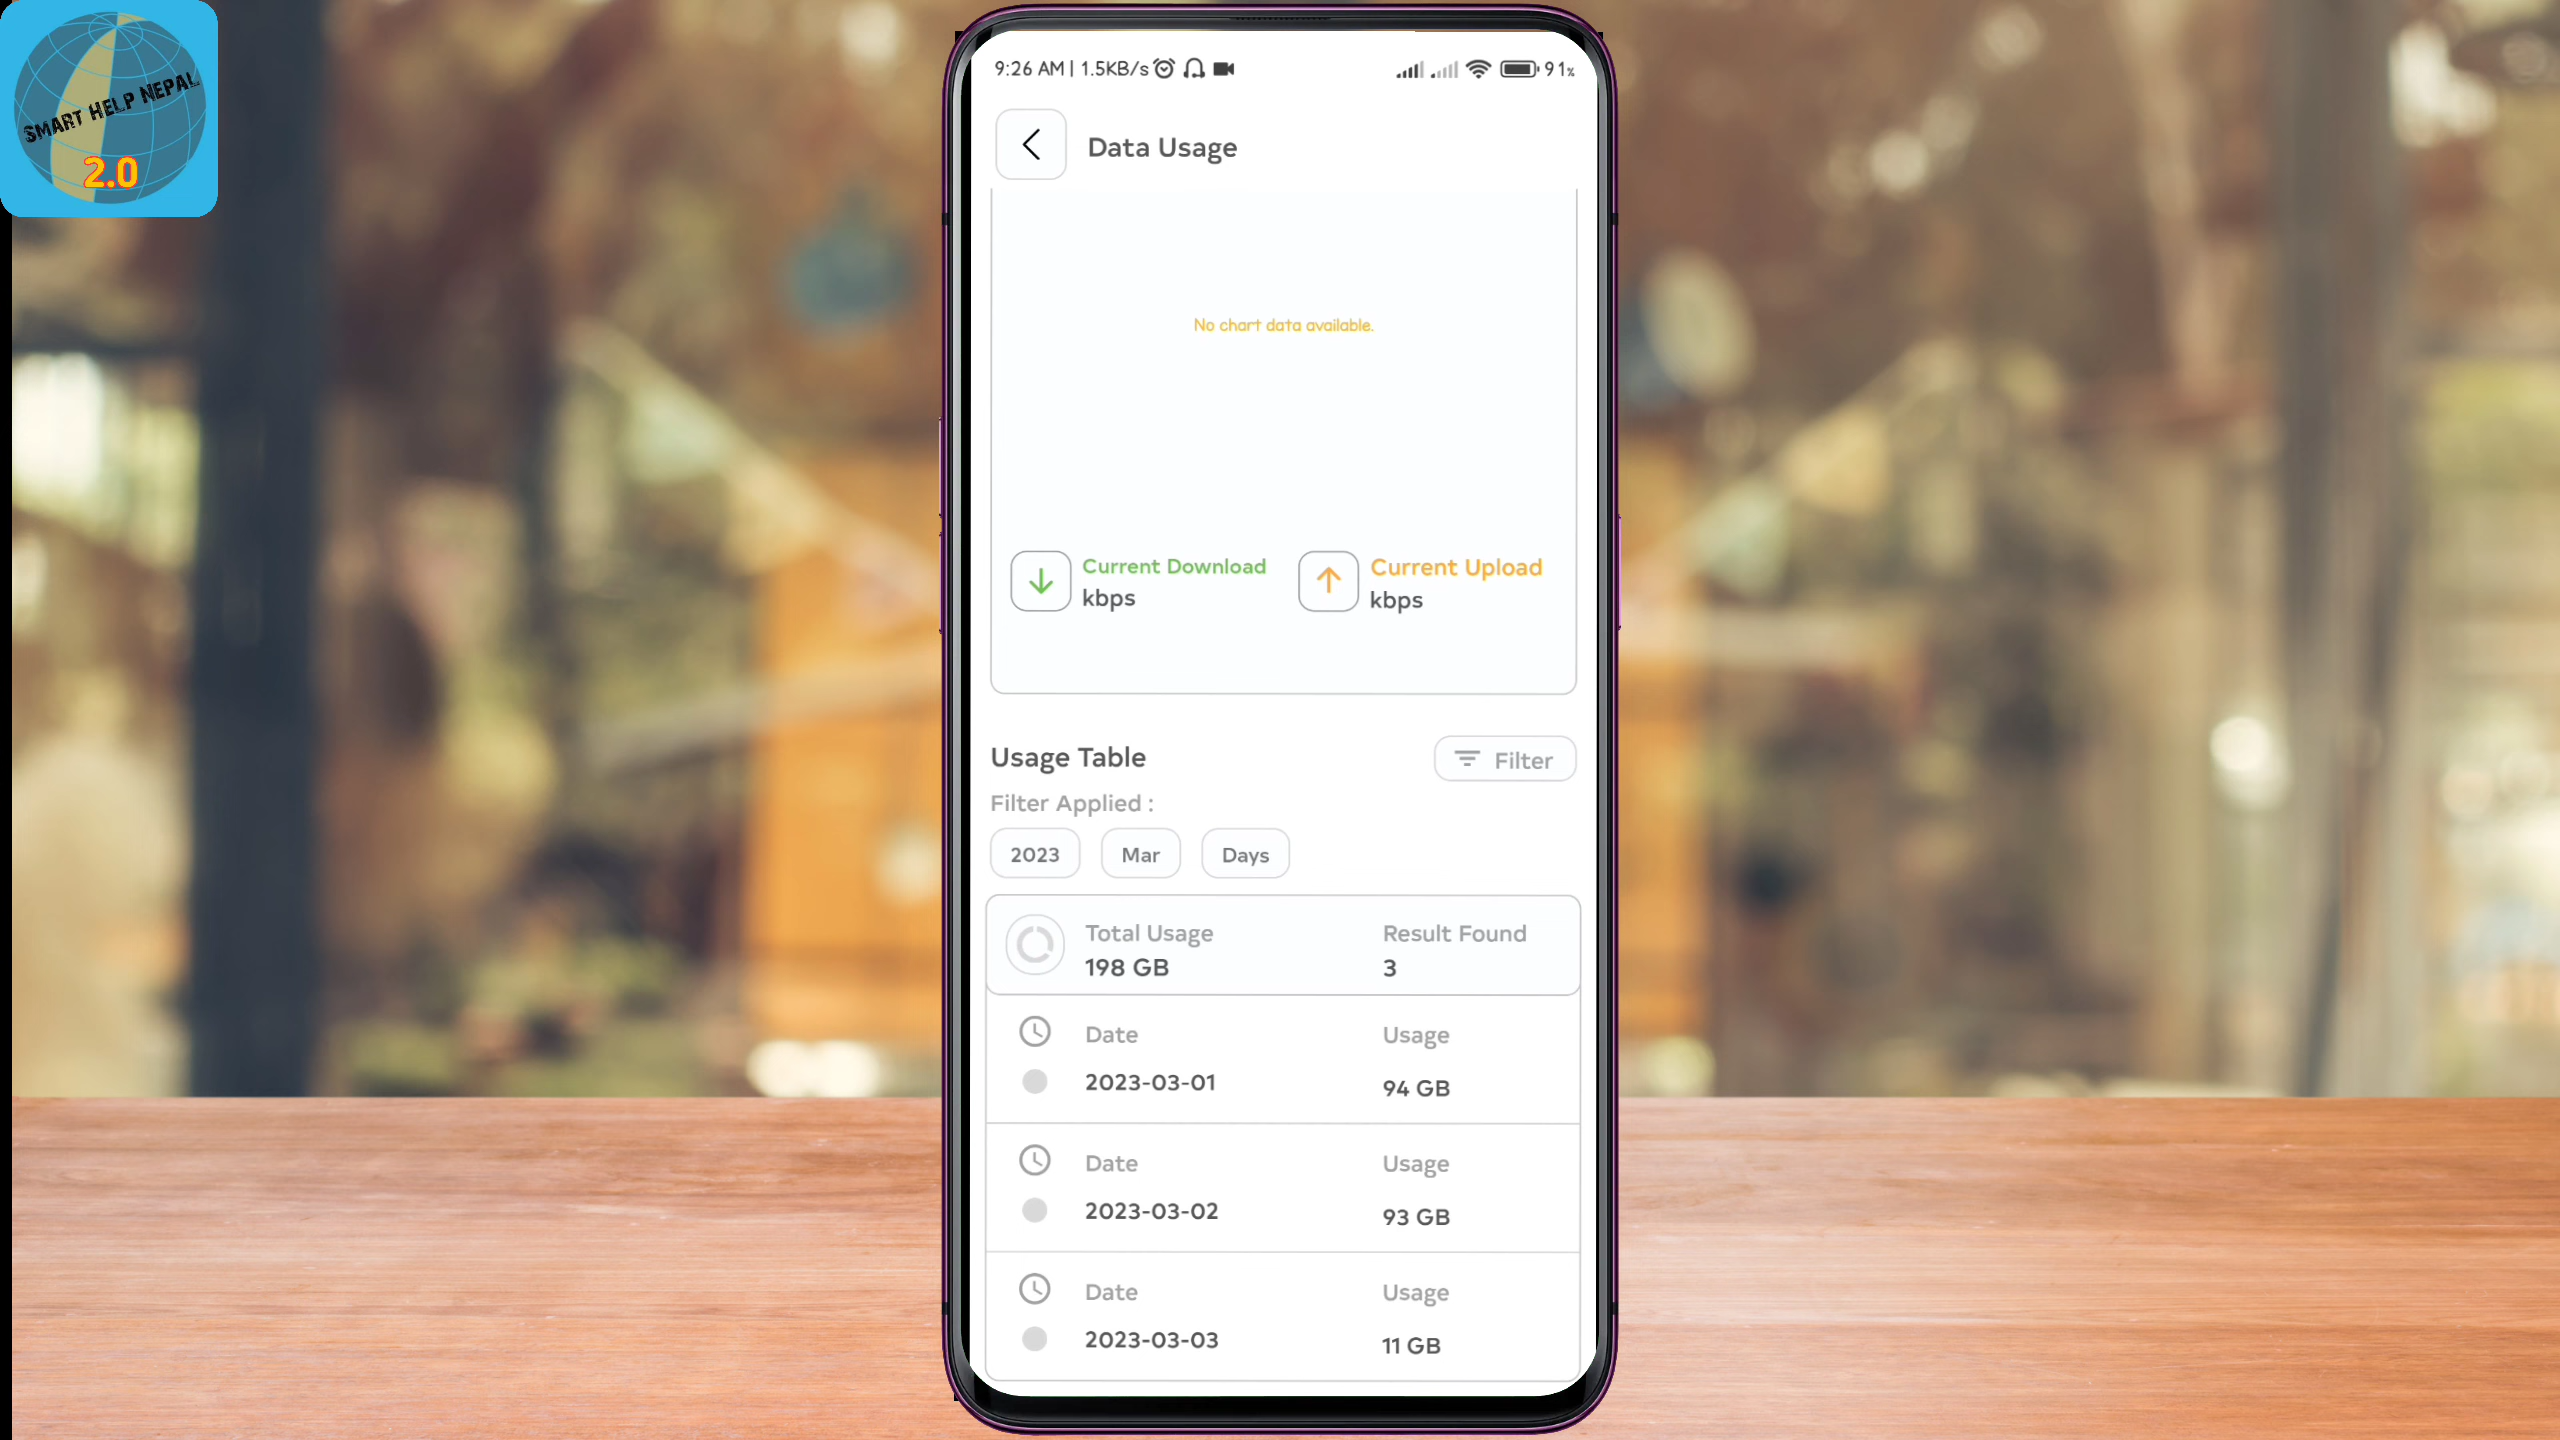 SMART HELP NEPAL
2.0
9:26 AM | 1.5KB/s
91%
Data Usage
No chart data available.
Current Download
kbps
Current Upload
kbps
Usage Table
Filter
Filter Applied :
2023
Mar
Days
Total Usage
Result Found
198 GB
3
Date
Usage
2023-03-01
94 GB
Date
Usage
2023-03-02
93 GB
Date
Usage
2023-03-03
11 GB